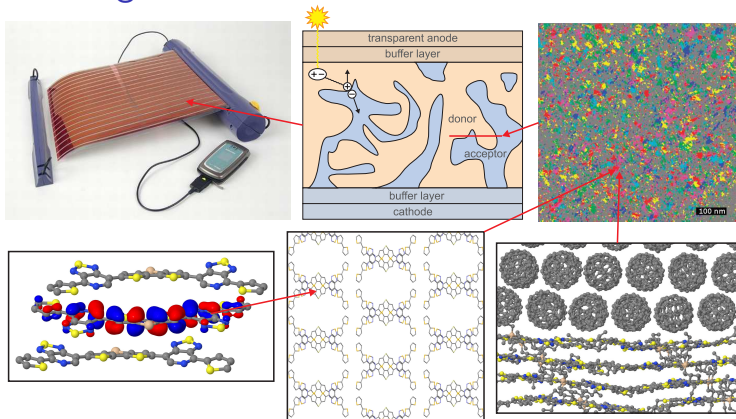 transparent anode
buffer layer
+ -
+
-
donor
acceptor
buffer layer
cathode
100 nm